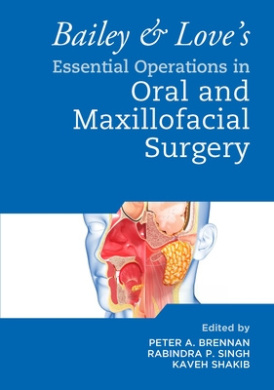 Bailey & Love's
Essential Operations in
Oral and
Maxillofacial
Surgery
Edited by
PETER A. BRENNAN
RABINDRA P. SINGH
KAVEH SHAKIB